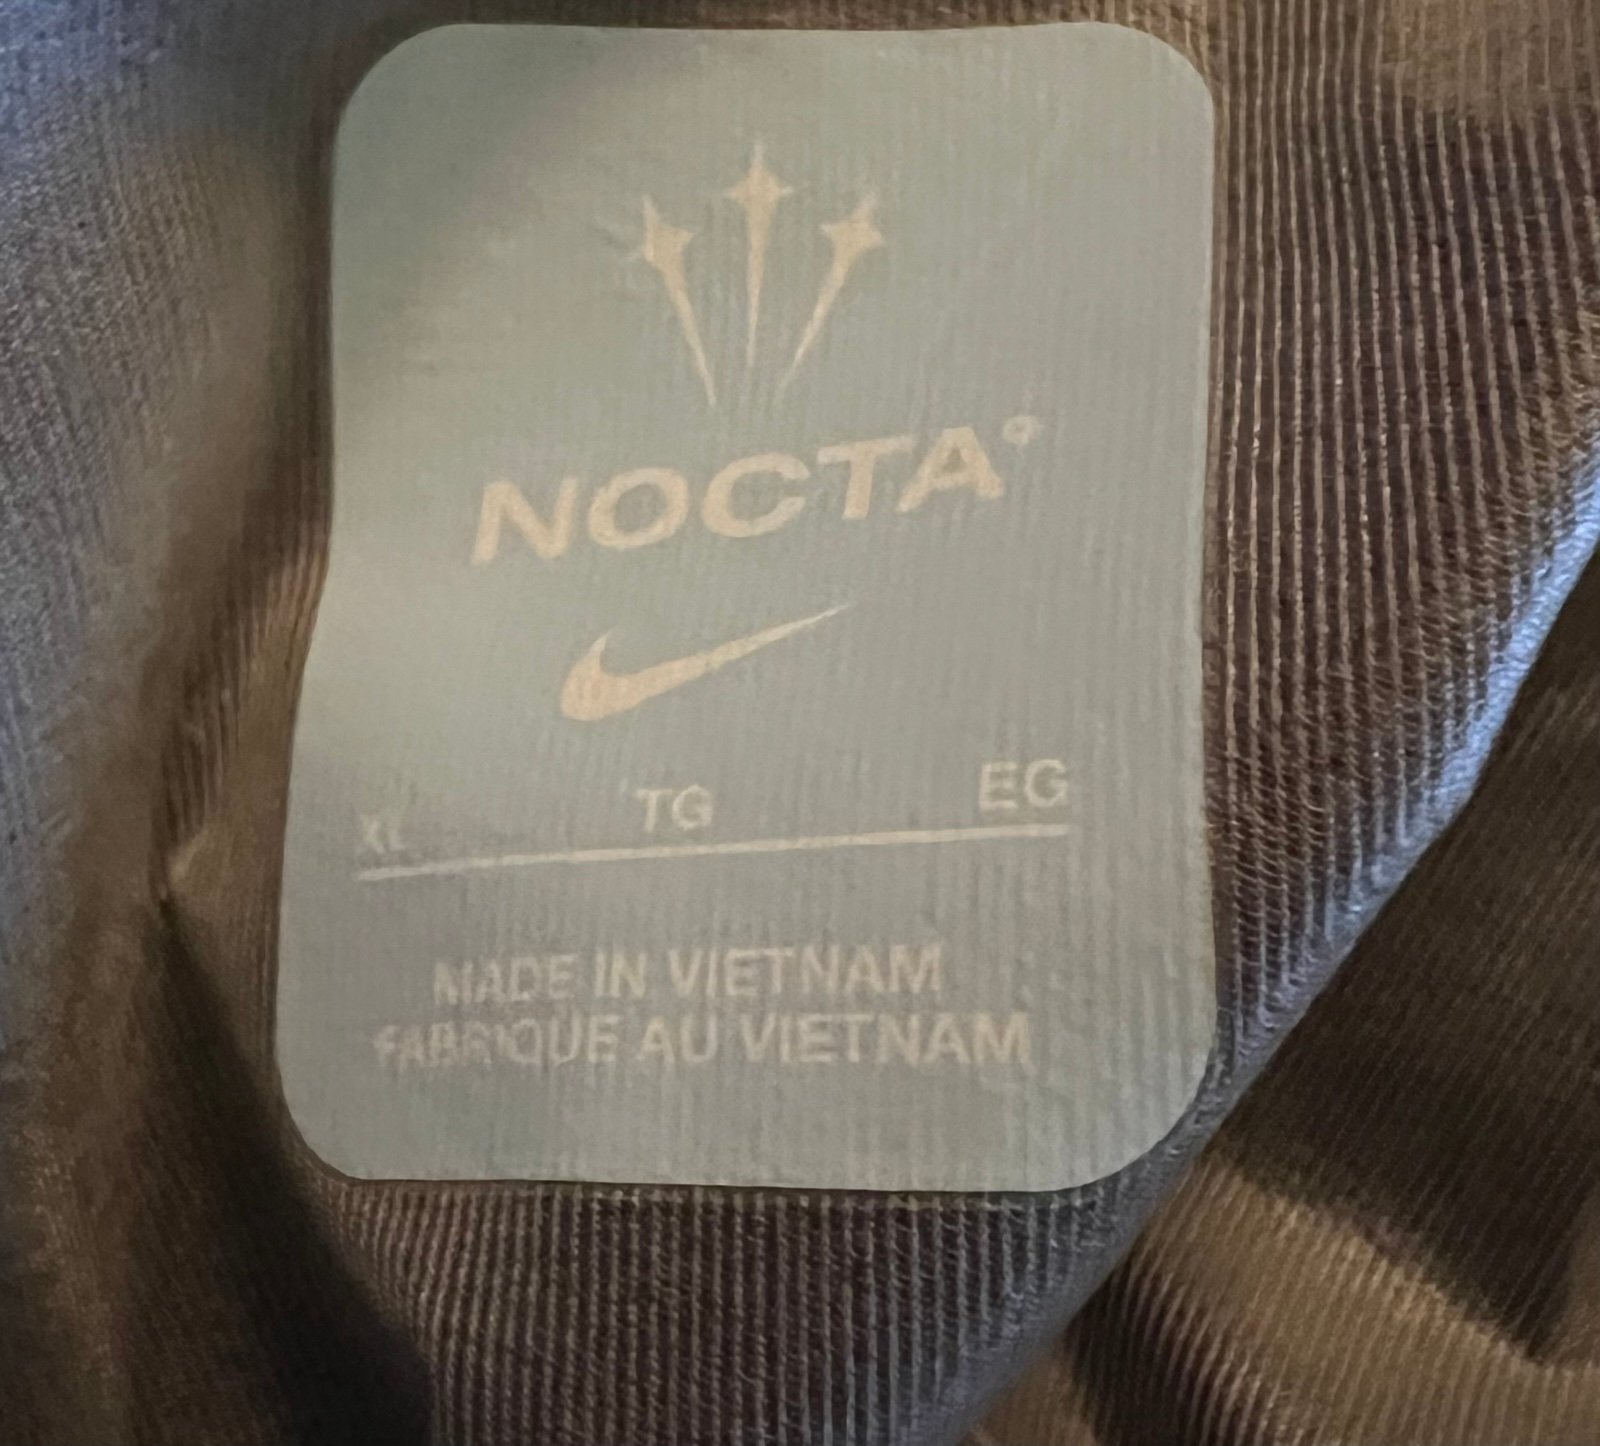 NOCTA®
XL TG EG
MADE IN VIETNAM
FABRIQUE AU VIETNAM